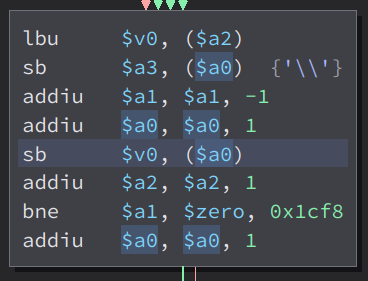 lbu $v0, ($a2)
sb $a3, ($a0) {'\\'}
addiu $a1, $a1, -1
addiu $a0, $a0, 1
sb $v0, ($a0)
addiu $a2, $a2, 1
bne $a1, $zero, 0x1cf8
addiu $a0, $a0, 1